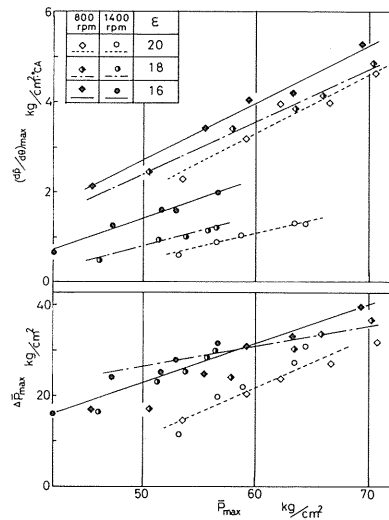 800 rpm 1400 rpm ε
20
18
16
6
4
2
0
(dp̄/dθ)max kg/cm²·°CA
40
20
0
Δp̄max kg/cm²
50 60 70
P̄max kg/cm²